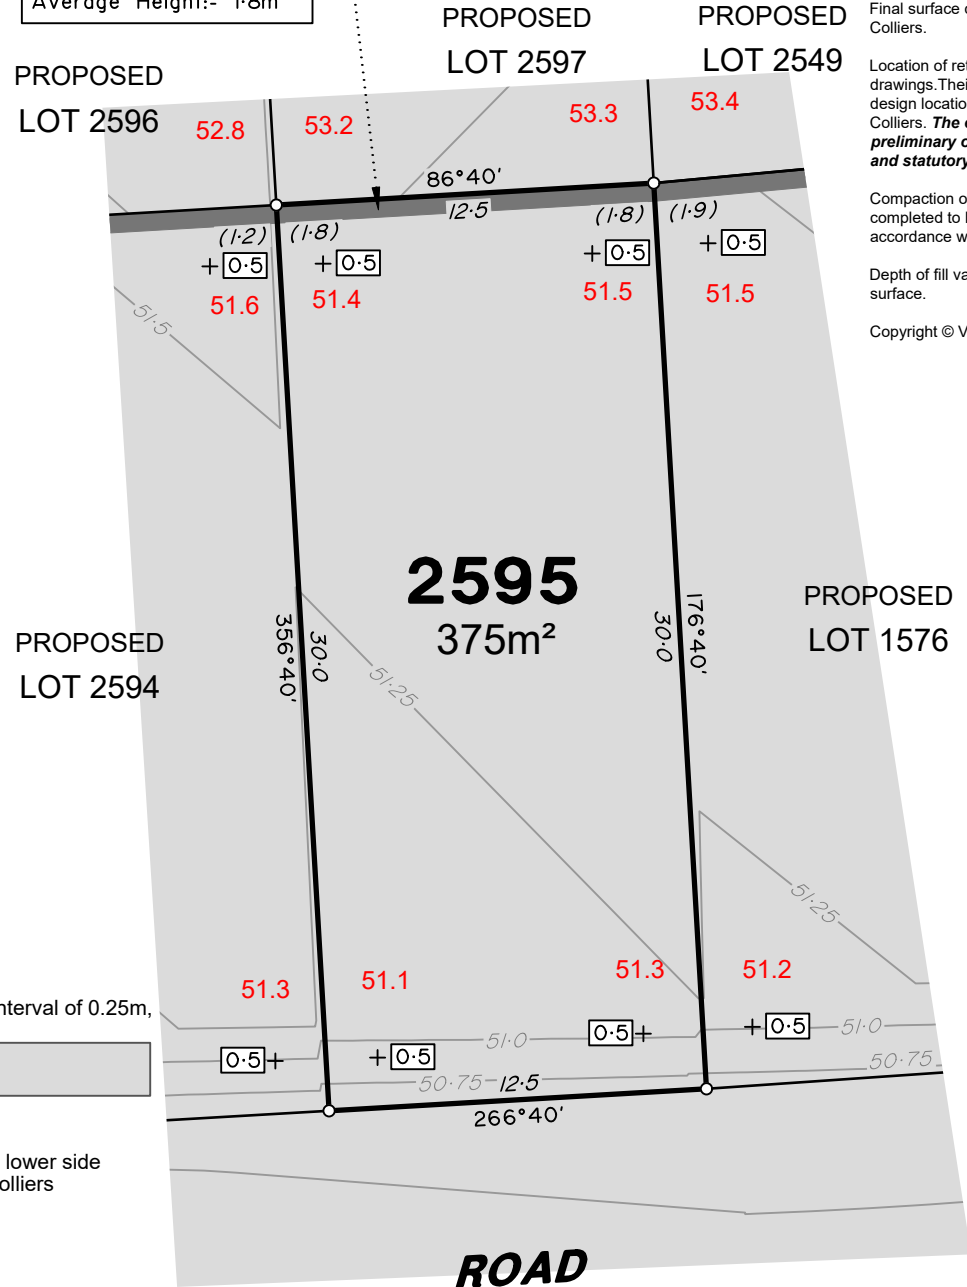 Average Height:- 1·8m
PROPOSED
LOT 2596
PROPOSED
LOT 2597
PROPOSED
LOT 2549
Final surface
Colliers.
Location of
drawings.Thei
design locatio
Colliers. The
preliminary
and statutory
Compaction
completed to
accordance
Depth of fill
surface.
Copyright ©
52.8
53.2
53.3
53.4
86°40'
12·5
(1·2)
(1·8)
(1·8)
(1·9)
+ 0·5
+ 0·5
+ 0·5
+ 0·5
51.6
51.4
51.5
51.5
51·5
2595
375m²
PROPOSED
LOT 2594
PROPOSED
LOT 1576
356°40'
30·0
30·0
176°40'
51·25
51·25
51.3
51.1
51.3
51.2
nterval of 0.25m,
0·5 +
+ 0·5
0·5 +
+ 0·5
51·0
51·0
50·75
12·5
50·75
266°40'
lower side
olliers
ROAD